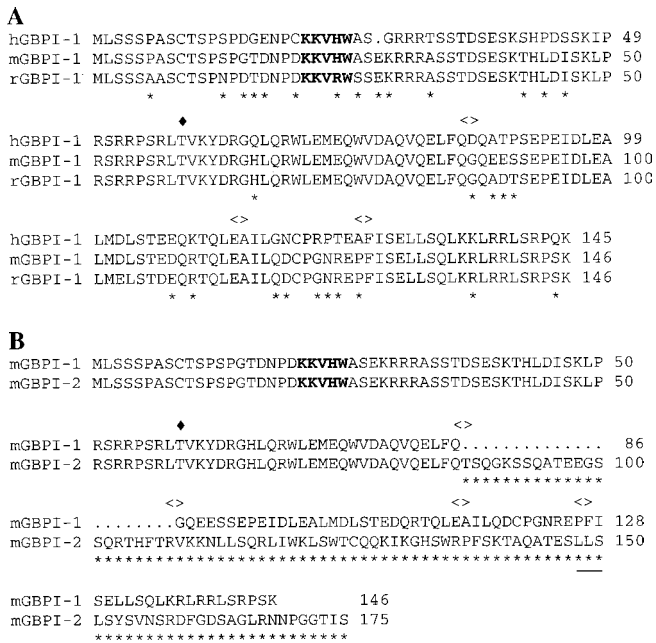 A
hGBPI-1 MLSSSPASCTSPSPDGENPCKKVHWAS.GRRRTSSTDSESKSHPDSSKIP 49
mGBPI-1 MLSSSPASCTSPSPGTDNPDKKVHWASEKRRRASSTDSESKTHLDISKLP 50
rGBPI-1 MLSSSAASCTSPNPDTDNPDKKVRWSSEKRRRASSTDSESKTHLDISKLP 50
* * *** * * * ** * * * *
♦ <>
hGBPI-1 RSRRPSRLTVKYDRGQLQRWLEMEQWVDAQVQELFQDQATPSEPEIDLEA 99
mGBPI-1 RSRRPSRLTVKYDRGHLQRWLEMEQWVDAQVQELFQGQEESSEPEIDLEA 100
rGBPI-1 RSRRPSRLTVKYDRGHLQRWLEMEQWVDAQVQELFQGQADTSEPEIDLEA 100
* * ***
<> <>
hGBPI-1 LMDLSTEEQKTQLEAILGNCPRPTEAFISELLSQLKKLRRLSRPQK 145
mGBPI-1 LMDLSTEDQRTQLEAILQDCPGNREPFISELLSQLKRLRRLSRPSK 146
rGBPI-1 LMELSTDEQRTQLEAILQDCPGNREPFISELLSQLKRLRRLSRPSK 146
* * ** *** * * *
B
mGBPI-1 MLSSSPASCTSPSPGTDNPDKKVHWASEKRRRASSTDSESKTHLDISKLP 50
mGBPI-2 MLSSSPASCTSPSPGTDNPDKKVHWASEKRRRASSTDSESKTHLDISKLP 50
♦ <>
mGBPI-1 RSRRPSRLTVKYDRGHLQRWLEMEQWVDAQVQELFQ.............. 86
mGBPI-2 RSRRPSRLTVKYDRGHLQRWLEMEQWVDAQVQELFQTSQGKSSQATEEGS 100
**************
<> <> <>
mGBPI-1 ........GQEESSEPEIDLEALMDLSTEDQRTQLEAILQDCPGNREPFI 128
mGBPI-2 SQRTHFTRVKKNLLSQRLIWKLSWTCQQKIKGHSWRPFSKTAQATESLLS 150
**************************************************
mGBPI-1 SELLSQLKRLRRLSRPSK 146
mGBPI-2 LSYSVNSRDFGDSAGLRNNPGGTIS 175
*************************